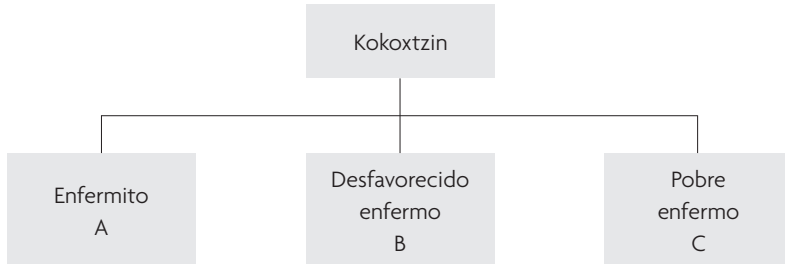 Kokoxtzin
Enfermito
A
Desfavorecido
enfermo
B
Pobre
enfermo
C